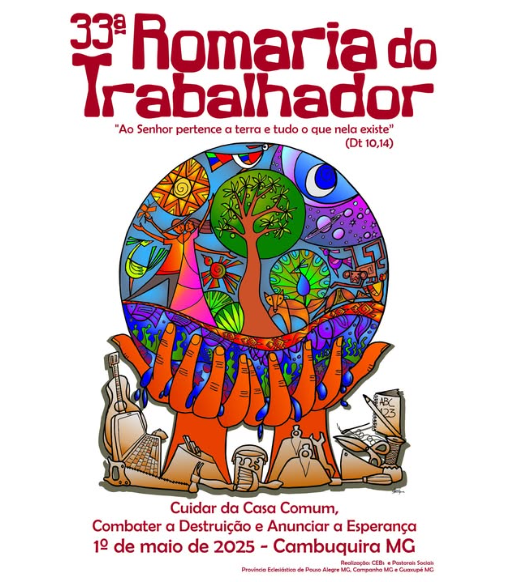 33ª Romaria do
Trabalhador
"Ao Senhor pertence a terra e tudo o que nela existe"
(Dt 10,14)
ABC
123
Cuidar da Casa Comum,
Combater a Destruição e Anunciar a Esperança
1º de maio de 2025 - Cambuquira MG
Realização: CEBs e Pastorais Sociais
Província Eclesiástica de Pouso Alegre MG, Campanha MG e Guaxupé MG